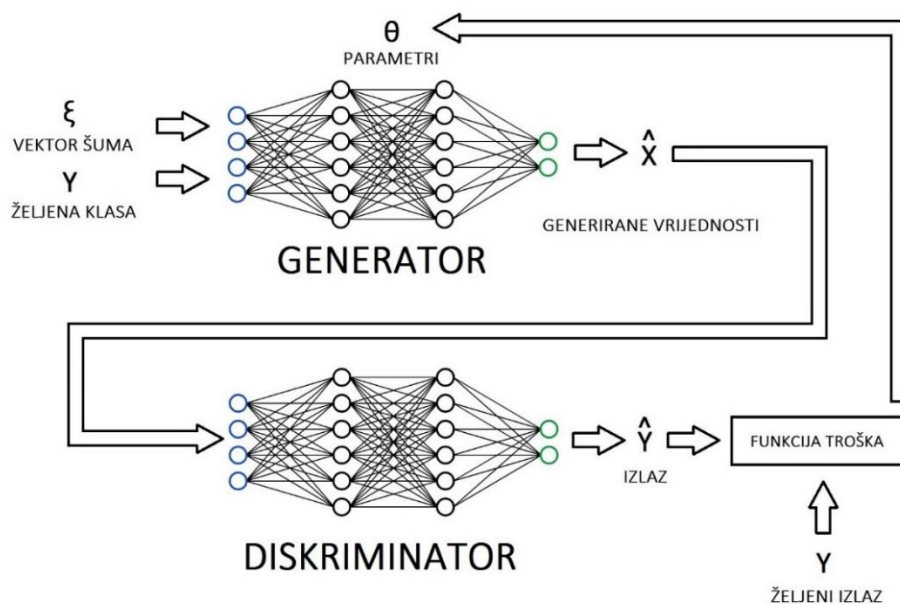 θ
PARAMETRI
ξ
VEKTOR ŠUMA
Y
ŽELJENA KLASA
X̂
GENERIRANE VRIJEDNOSTI
GENERATOR
Ŷ
IZLAZ
FUNKCIJA TROŠKA
DISKRIMINATOR
Y
ŽELJENI IZLAZ